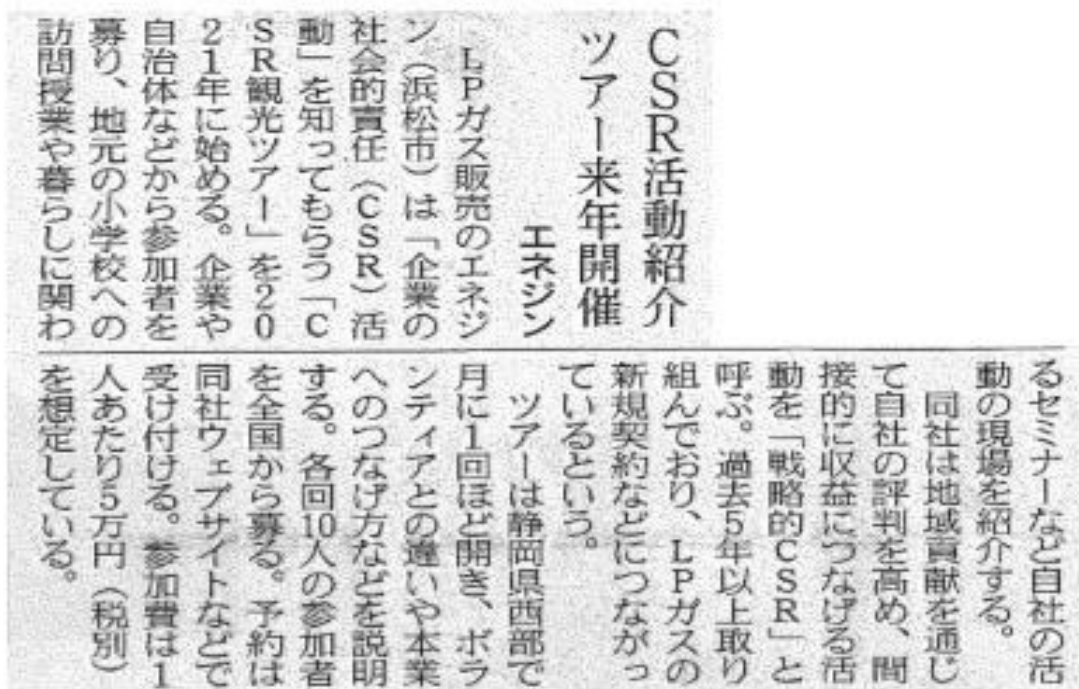 CSR活動紹介
ツアー来年開催
エネジン
LPガス販売のエネジ
ン（浜松市）は「企業の
社会的責任（CSR）活
動」を知ってもらう「C
SR観光ツアー」を20
21年に始める。企業や
自治体などから参加者を
募り、地元の小学校への
訪問授業や暮らしに関わ
るセミナーなど自社の活
動の現場を紹介する。
同社は地域貢献を通じ
て自社の評判を高め、間
接的に収益につなげる活
動を「戦略的CSR」と
呼ぶ。過去5年以上取り
組んでおり、LPガスの
新規契約などにつながっ
ているという。
ツアーは静岡県西部で
月に1回ほど開き、ボラ
ンティアとの違いや本業
へのつなげ方などを説明
する。各回10人の参加者
を全国から募る。予約は
同社ウェブサイトなどで
受け付ける。参加費は1
人あたり5万円（税別）
を想定している。